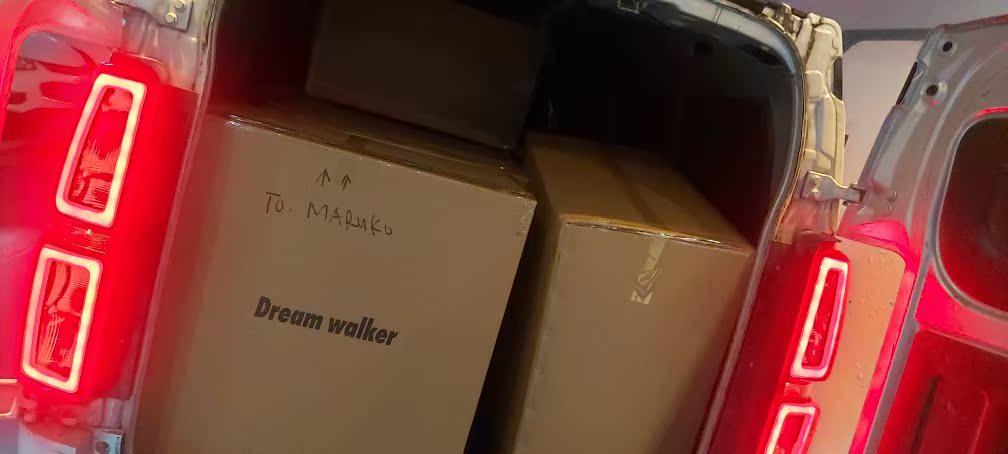 ↑ ↑
To. MARUKO
Dream walker